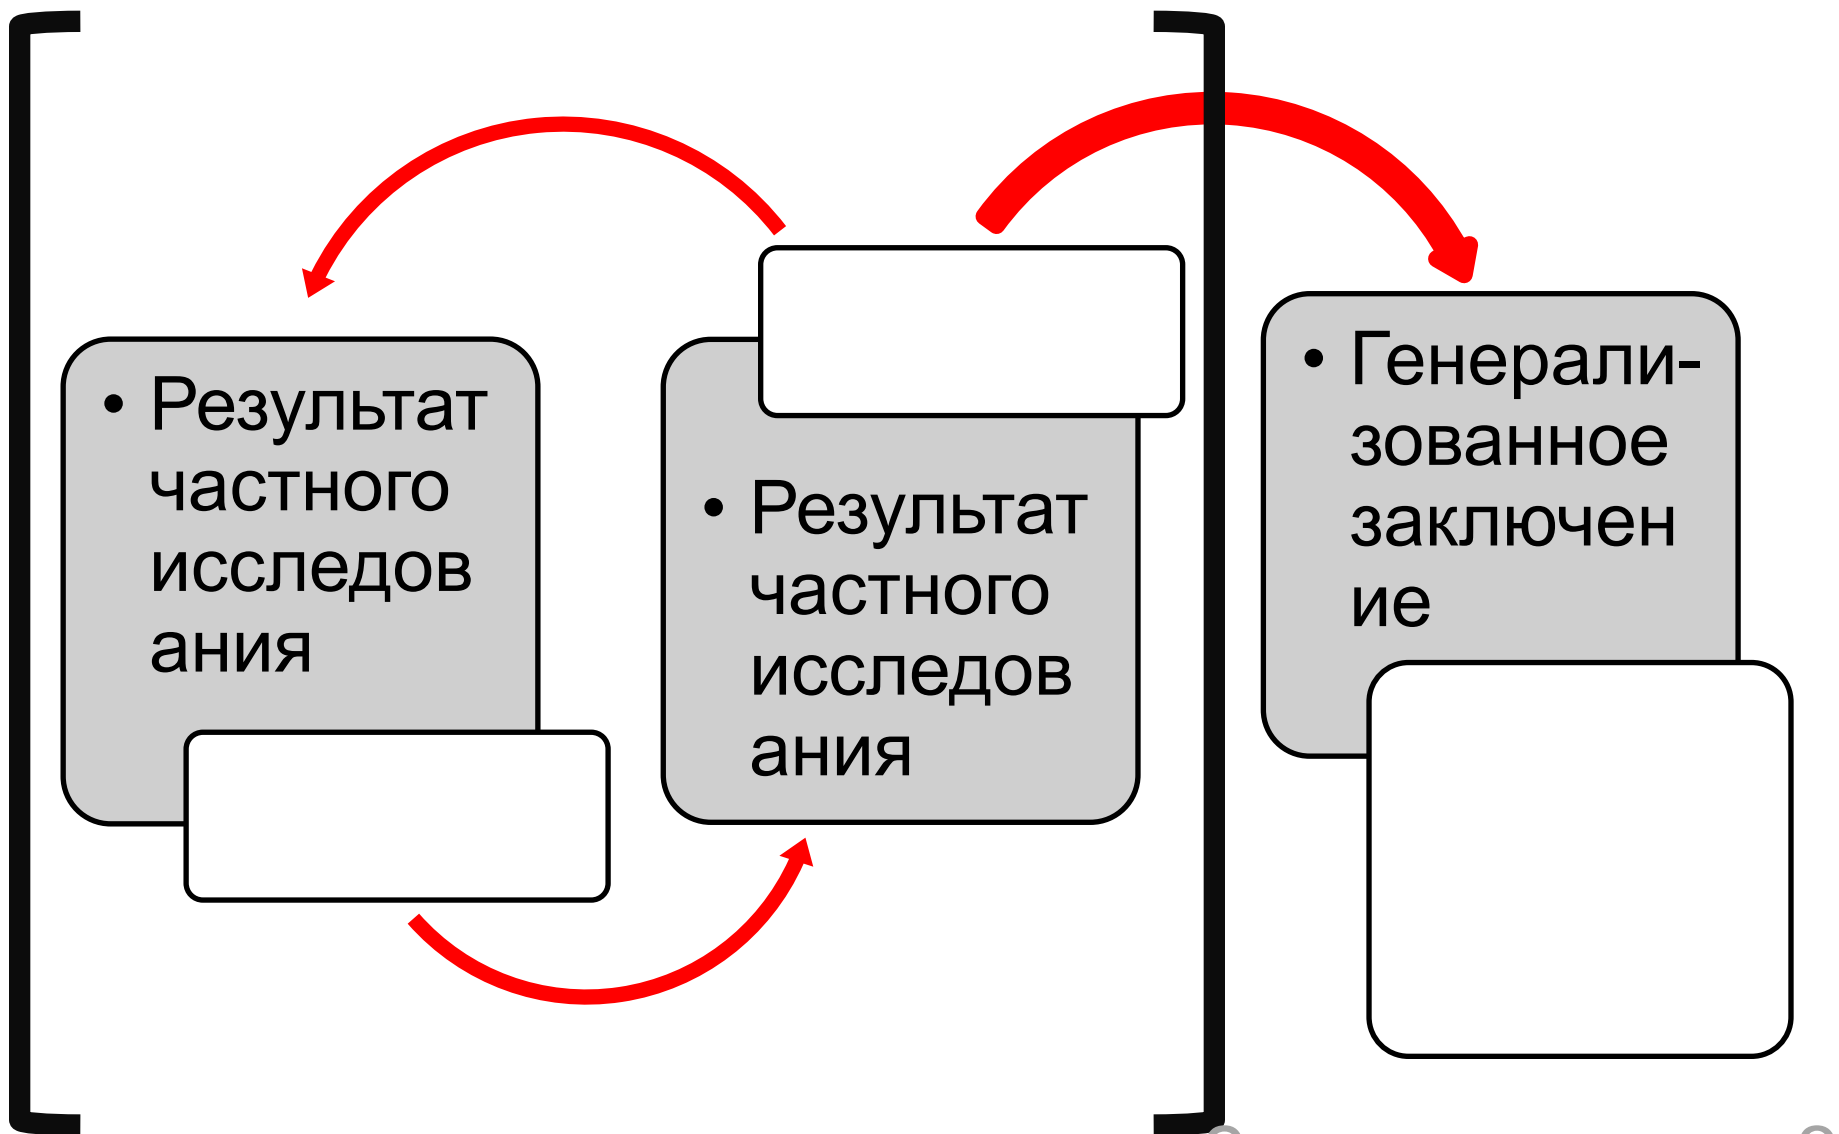 • Результат
частного
исследов
ания
• Результат
частного
исследов
ания
• Генерали-
зованное
заключен
ие